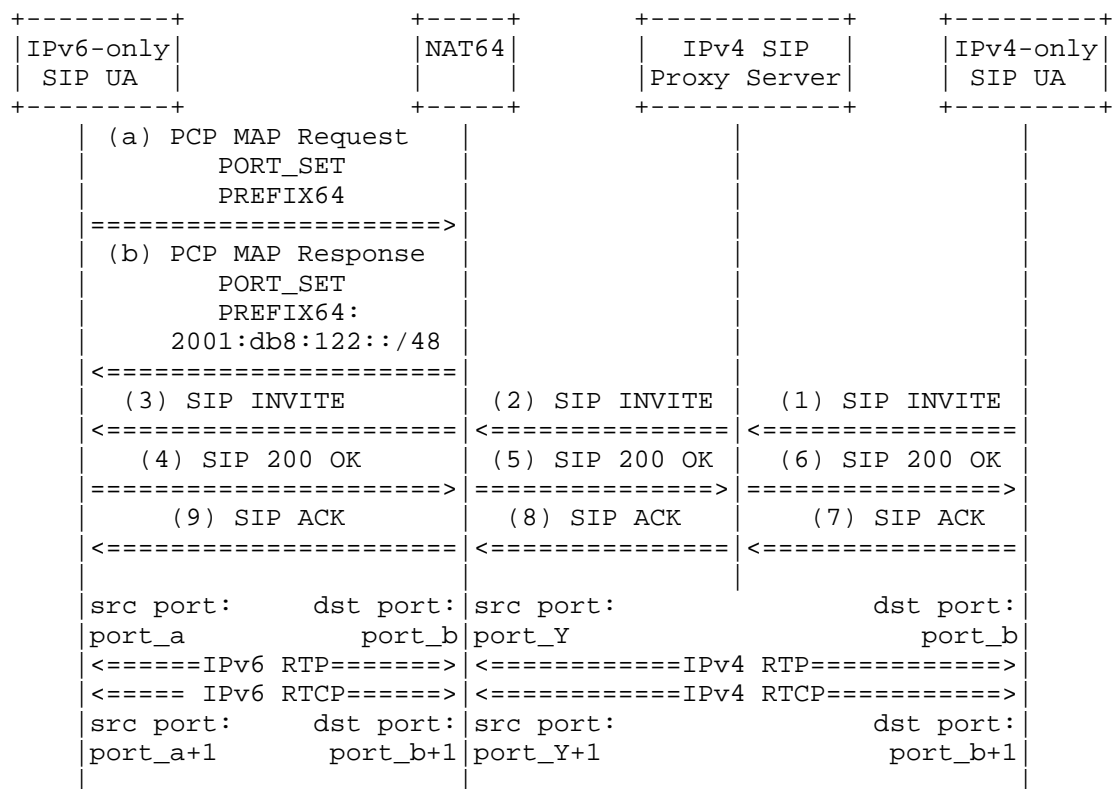 +---------+              +-----+       +------------+     +---------+
|IPv6-only|              |NAT64|       |  IPv4 SIP  |     |IPv4-only|
| SIP UA  |              |     |       |Proxy Server|     | SIP UA  |
+---------+              +-----+       +------------+     +---------+
    | (a) PCP MAP Request   |                |                 |
    |       PORT_SET        |                |                 |
    |       PREFIX64        |                |                 |
    |======================>|                |                 |
    | (b) PCP MAP Response  |                |                 |
    |       PORT_SET        |                |                 |
    |       PREFIX64:       |                |                 |
    |    2001:db8:122::/48  |                |                 |
    |<======================|                |                 |
    |  (3) SIP INVITE       | (2) SIP INVITE |  (1) SIP INVITE |
    |<======================|<===============|<================|
    |   (4) SIP 200 OK      | (5) SIP 200 OK |  (6) SIP 200 OK |
    |======================>|===============>|================>|
    |     (9) SIP ACK       |  (8) SIP ACK   |    (7) SIP ACK  |
    |<======================|<===============|<================|
    |                       |                |                 |
    |src port:     dst port:|src port:                dst port:|
    |port_a           port_b|port_Y                      port_b|
    |<======IPv6 RTP=======>|<============IPv4 RTP============>|
    |<===== IPv6 RTCP======>|<============IPv4 RTCP===========>|
    |src port:     dst port:|src port:                dst port:|
    |port_a+1       port_b+1|port_Y+1                  port_b+1|
    |                       |                                  |